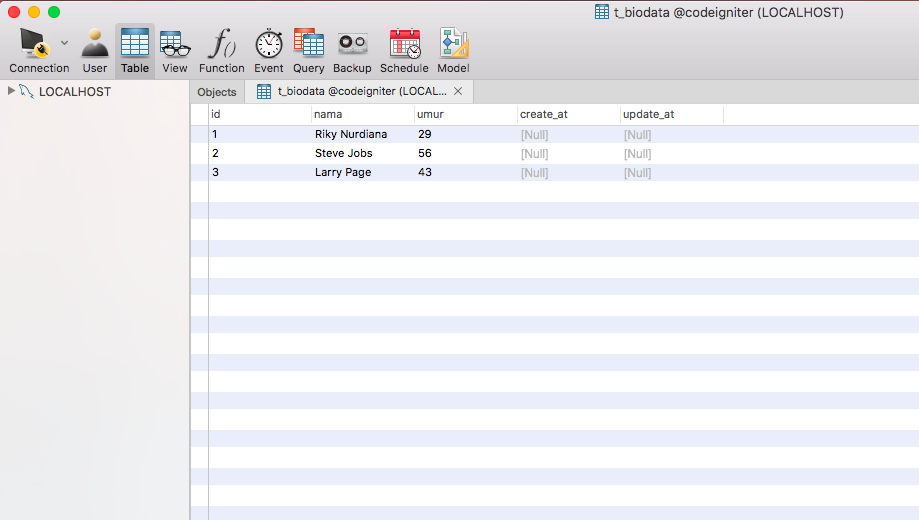 t_biodata @codeigniter (LOCALHOST)
Connection User Table View Function Event Query Backup Schedule Model
LOCALHOST
Objects t_biodata @codeigniter (LOCAL...
id nama umur create_at update_at
1 Riky Nurdiana 29 [Null] [Null]
2 Steve Jobs 56 [Null] [Null]
3 Larry Page 43 [Null] [Null]